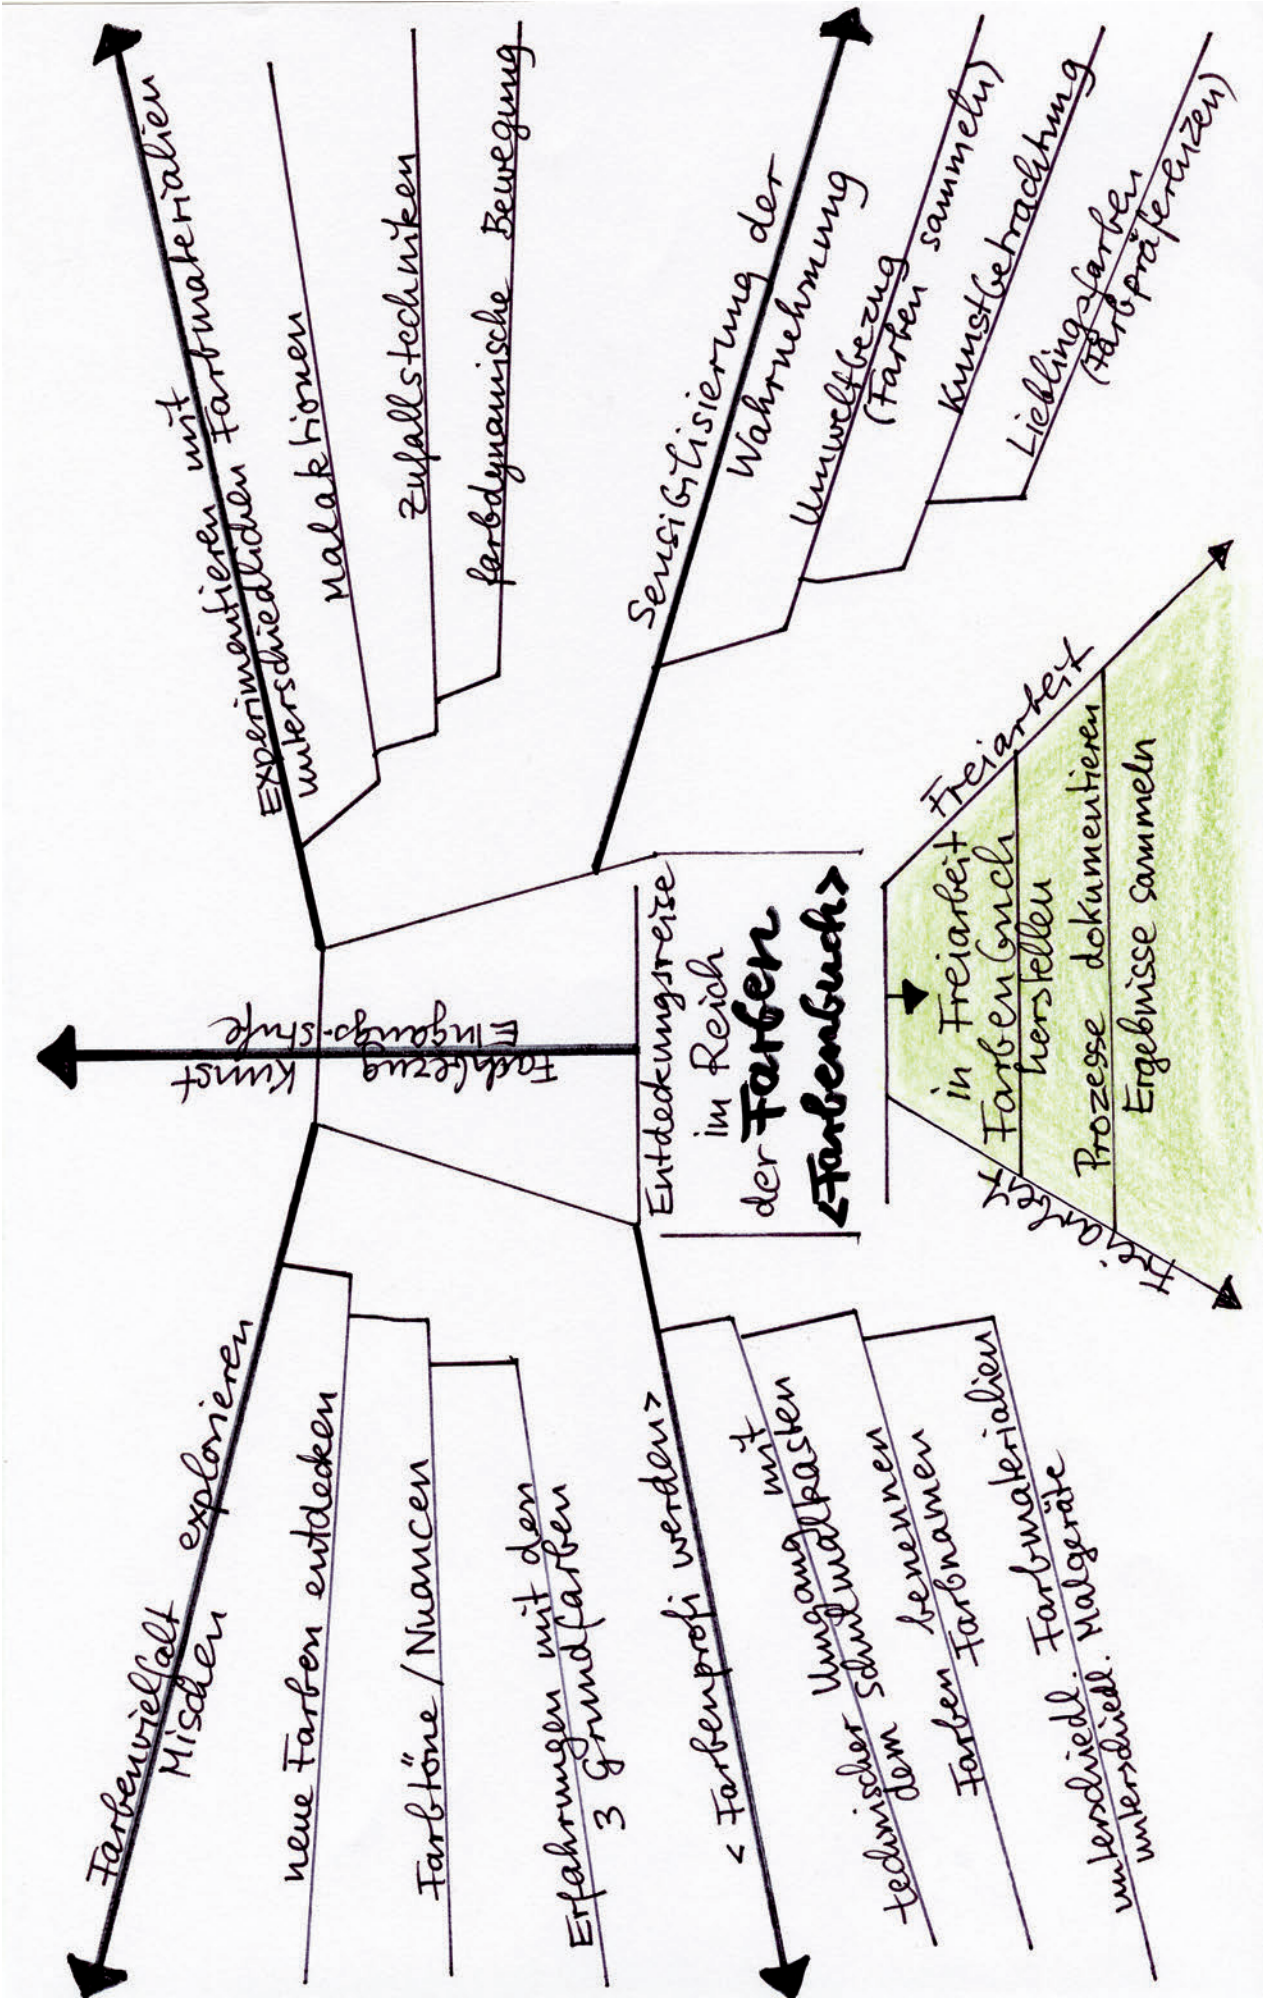 Farbenvielfalt explorieren
Mischen
neue Farben entdecken
Farbtöne / Nuancen
Erfahrungen mit den
3 Grundfarben
Experimentieren mit
unterschiedlichen Farbmaterialien
Malaktionen
Zufallstechniken
farbdynamische Bewegung
Fachbezug
Kunst
Eingangs-stufe
Entdeckungsreise
im Reich
der Farben
<Farbenbuch>
< Farbenprofi werden >
technischer Umgang mit
dem Schulmalkasten
Farben benennen
Farbnamen
unterschiedl. Farbmaterialien
unterschiedl. Malgeräte
Sensibilisierung der
Wahrnehmung
Umweltbezug
(Farben sammeln)
Kunstbetrachtung
Lieblingsfarben
(Farbpräferenzen)
Freiarbeit
Freiarbeit
in Freiarbeit
Farbenbuch
herstellen
Prozesse dokumentieren
Ergebnisse sammeln